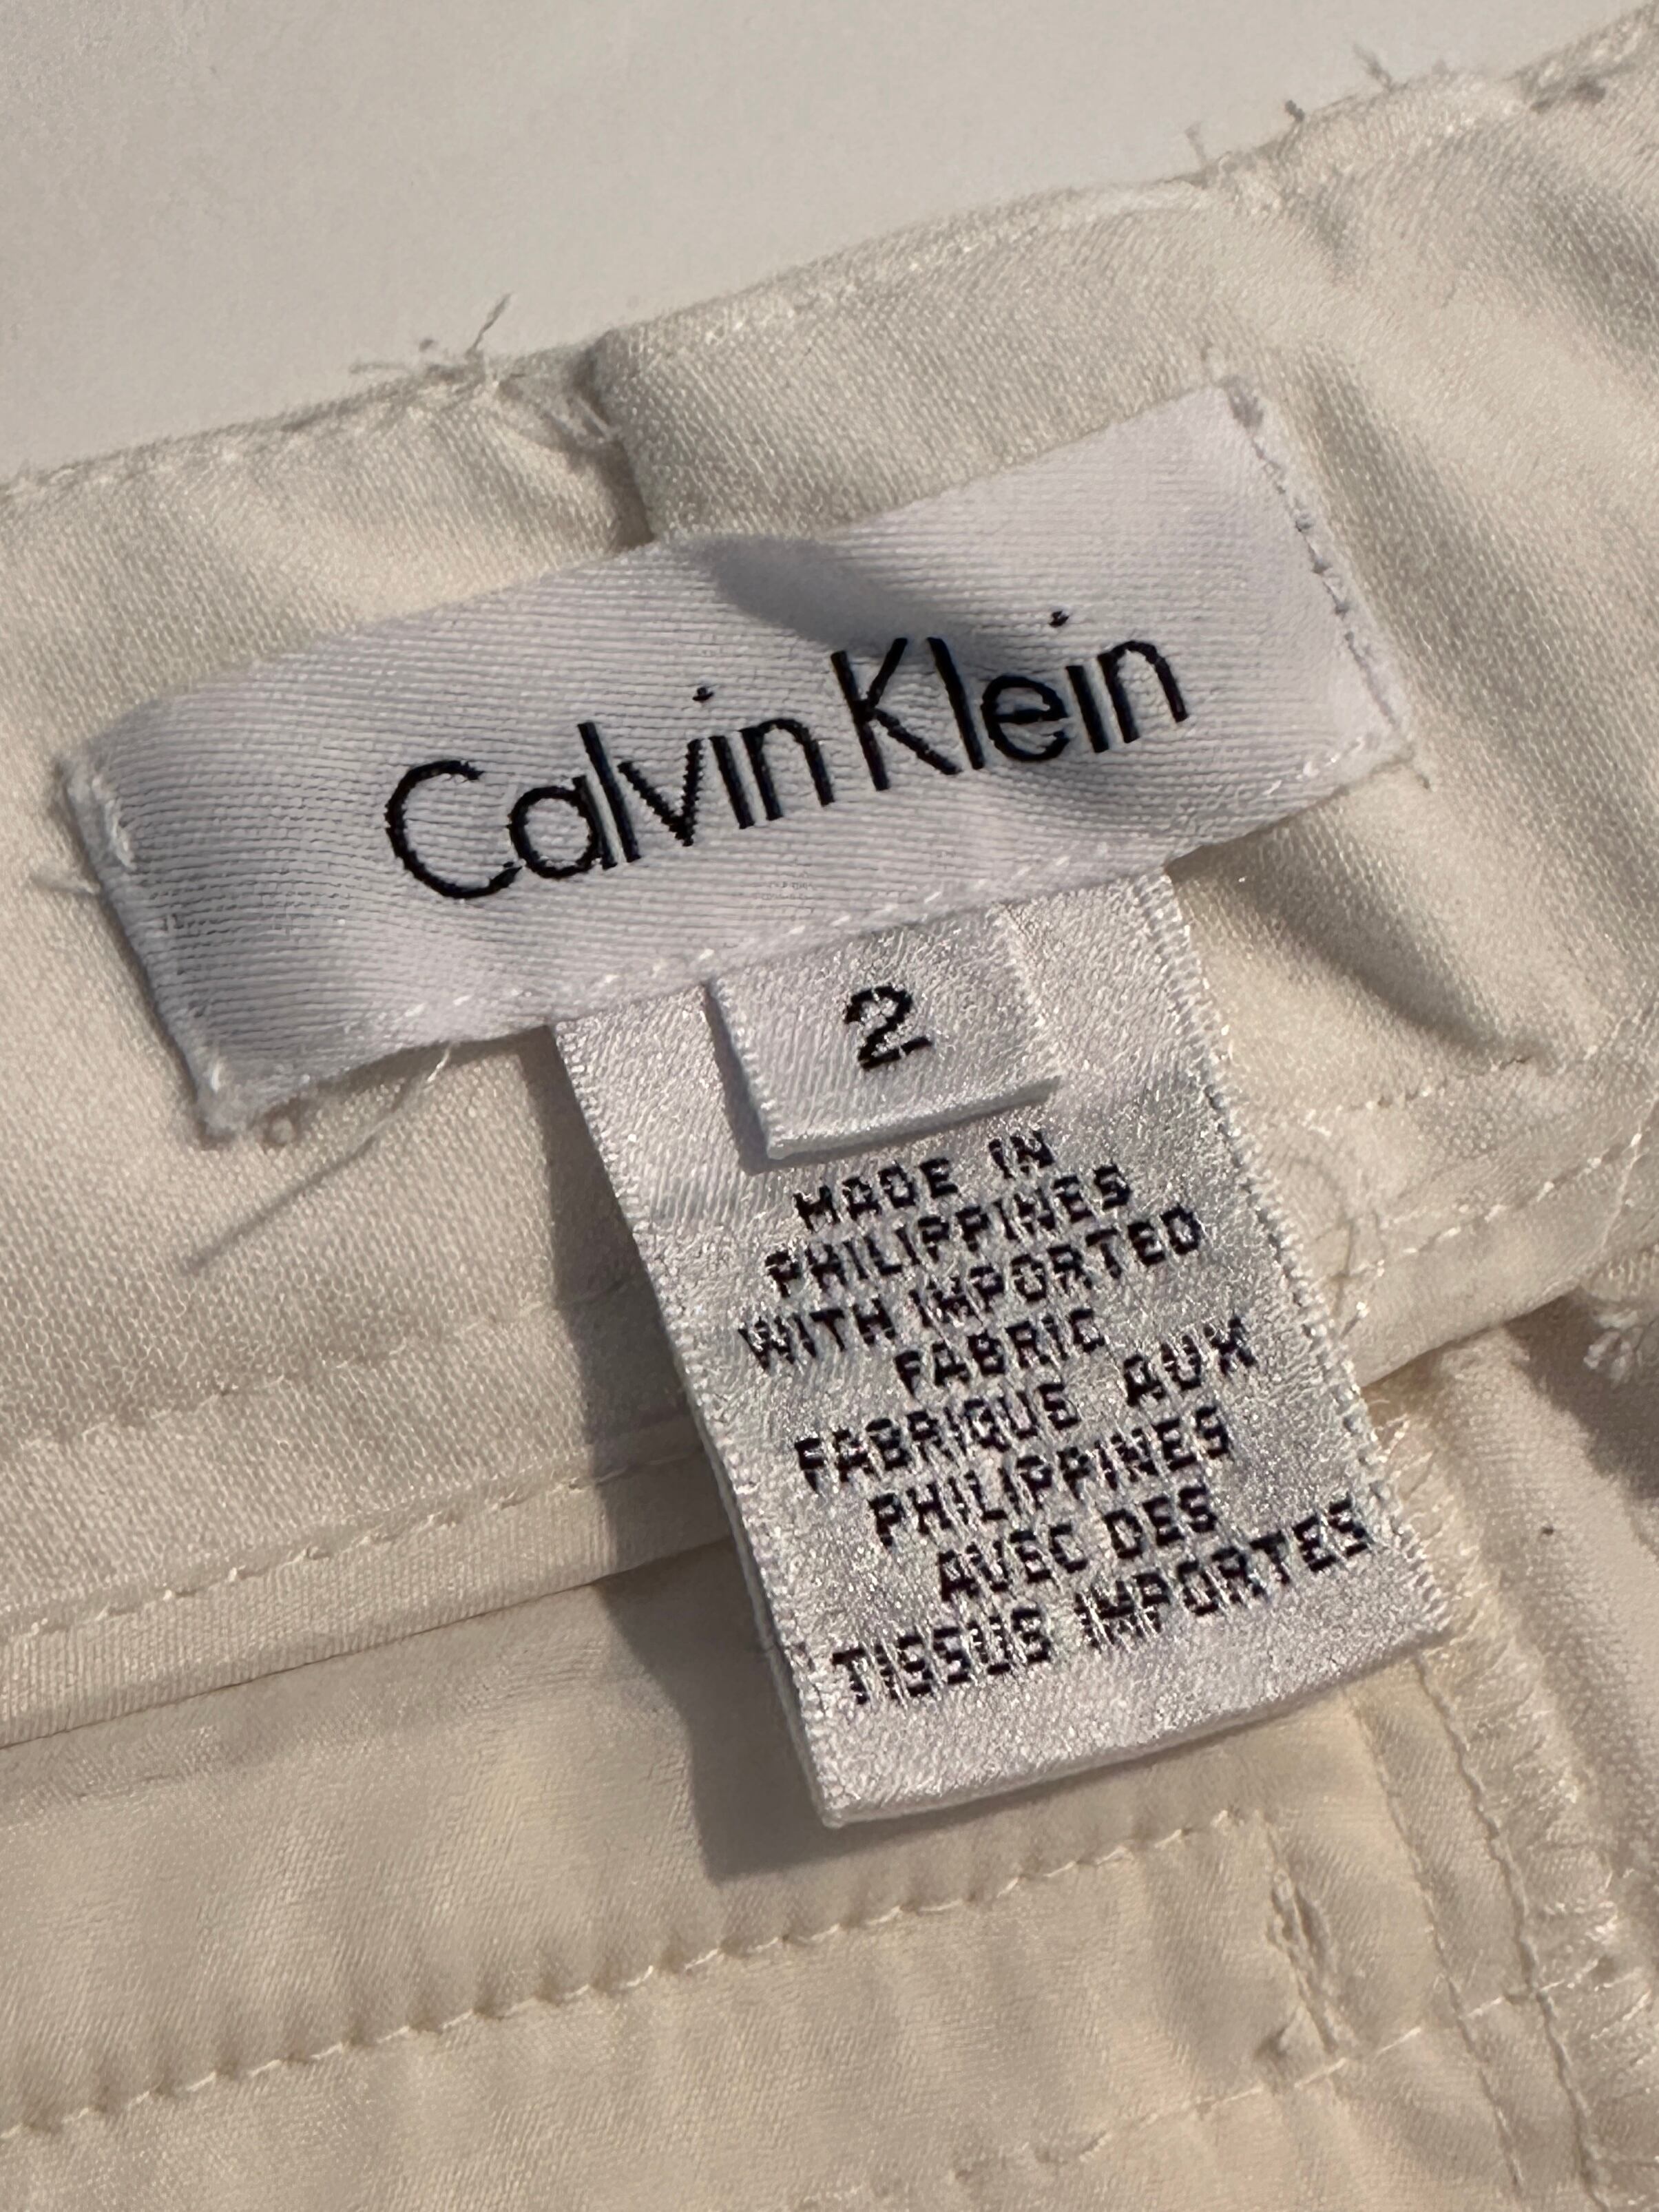 Calvin Klein
2
MADE IN
PHILIPPINES
WITH IMPORTED
FABRIC
FABRIQUE AUX
PHILIPPINES
AVEC DES
TISSUS IMPORTES